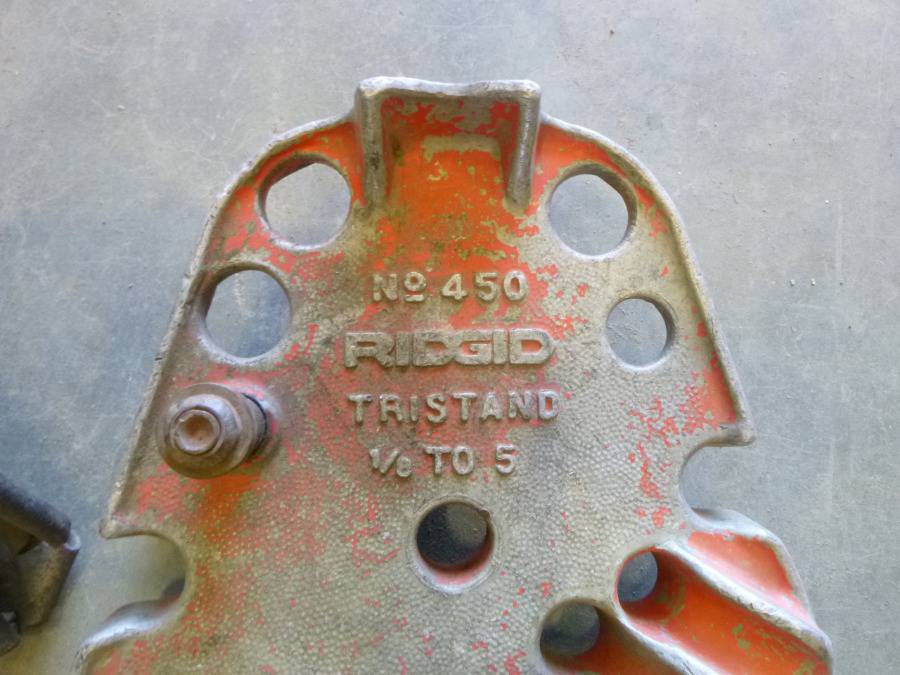 Nº 450
RIDGID
TRISTAND
1/8 TO 5